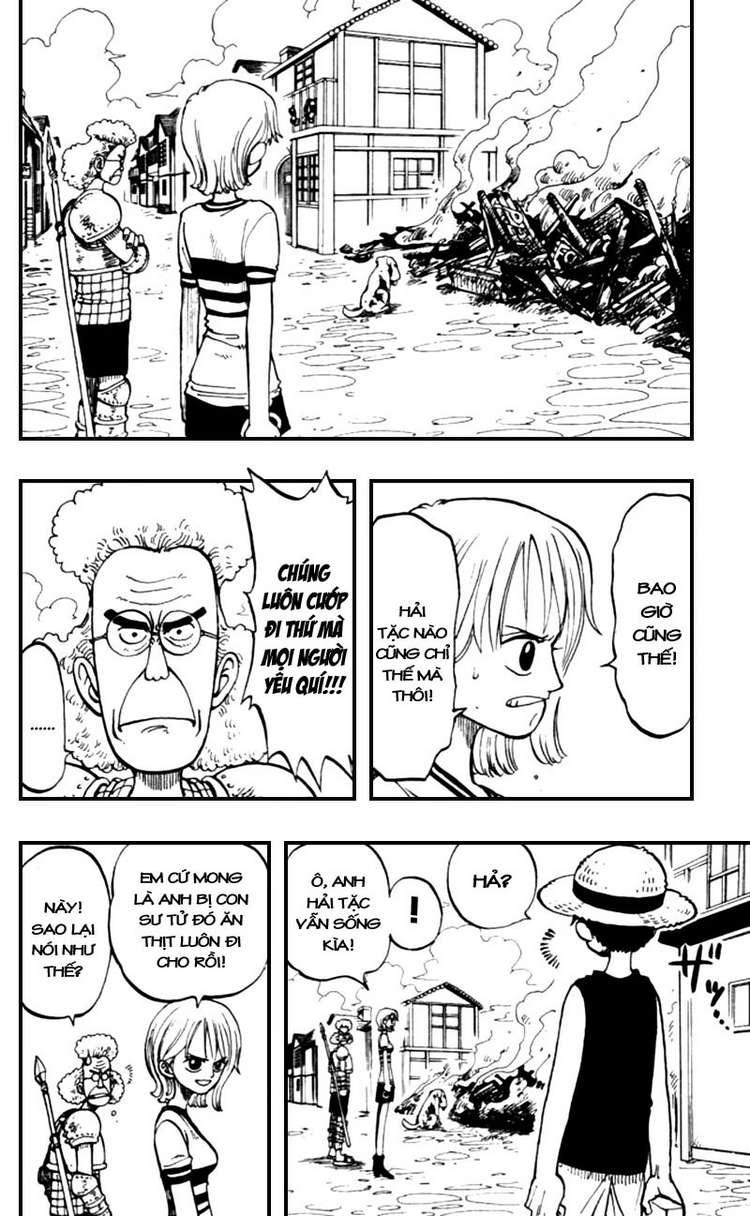 BAO
GIỜ
CŨNG
THẾ!
HẢI
TẶC NÀO
CŨNG CHỈ
THẾ MÀ
THÔI!
CHÚNG
LUÔN CƯỚP
ĐI THỨ MÀ
MỌI NGƯỜI
YÊU QUÍ!!!
.......
HẢ?
!
Ô, ANH
HẢI TẶC
VẪN SỐNG
KÌA!
EM CỨ MONG
LÀ ANH BỊ CON
SƯ TỬ ĐÓ ĂN
THỊT LUÔN ĐI
CHO RỒI!
NÀY!
SAO LẠI
NÓI NHƯ
THẾ?